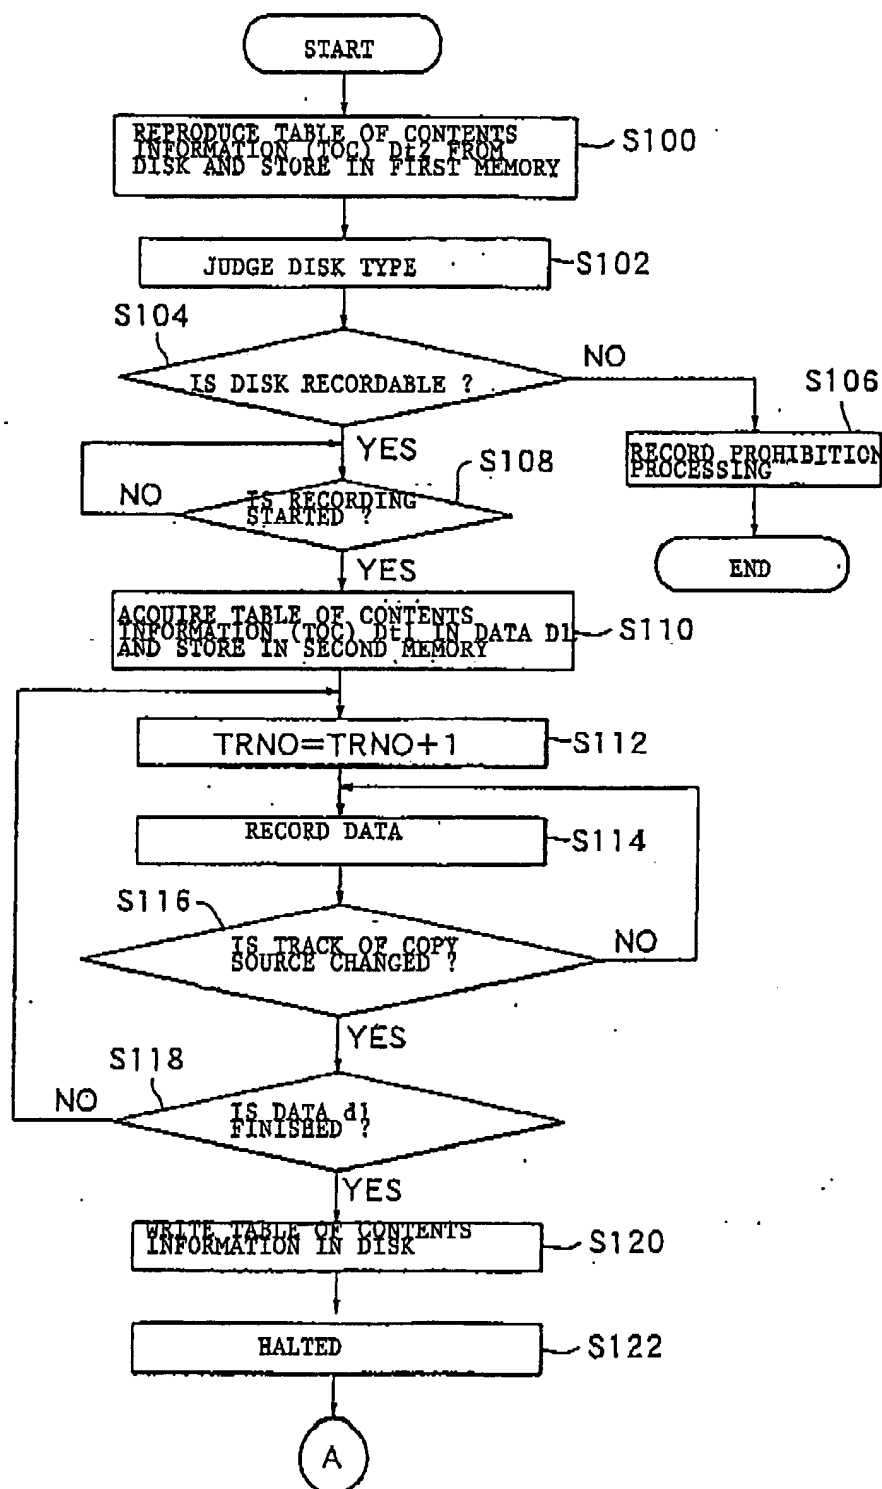 START
REPRODUCE TABLE OF CONTENTS
INFORMATION (TOC) Dt2 FROM
DISK AND STORE IN FIRST MEMORY
S100
JUDGE DISK TYPE
S102
S104
IS DISK RECORDABLE ?
NO
YES
S106
RECORD PROHIBITION
PROCESSING
END
S108
IS RECORDING
STARTED ?
NO
YES
ACQUIRE TABLE OF CONTENTS
INFORMATION (TOC) Dt1 IN DATA D1
AND STORE IN SECOND MEMORY
S110
TRNO=TRNO+1
S112
RECORD DATA
S114
S116
IS TRACK OF COPY
SOURCE CHANGED ?
NO
YES
S118
NO
IS DATA d1
FINISHED ?
YES
WRITE TABLE OF CONTENTS
INFORMATION IN DISK
S120
HALTED
S122
A